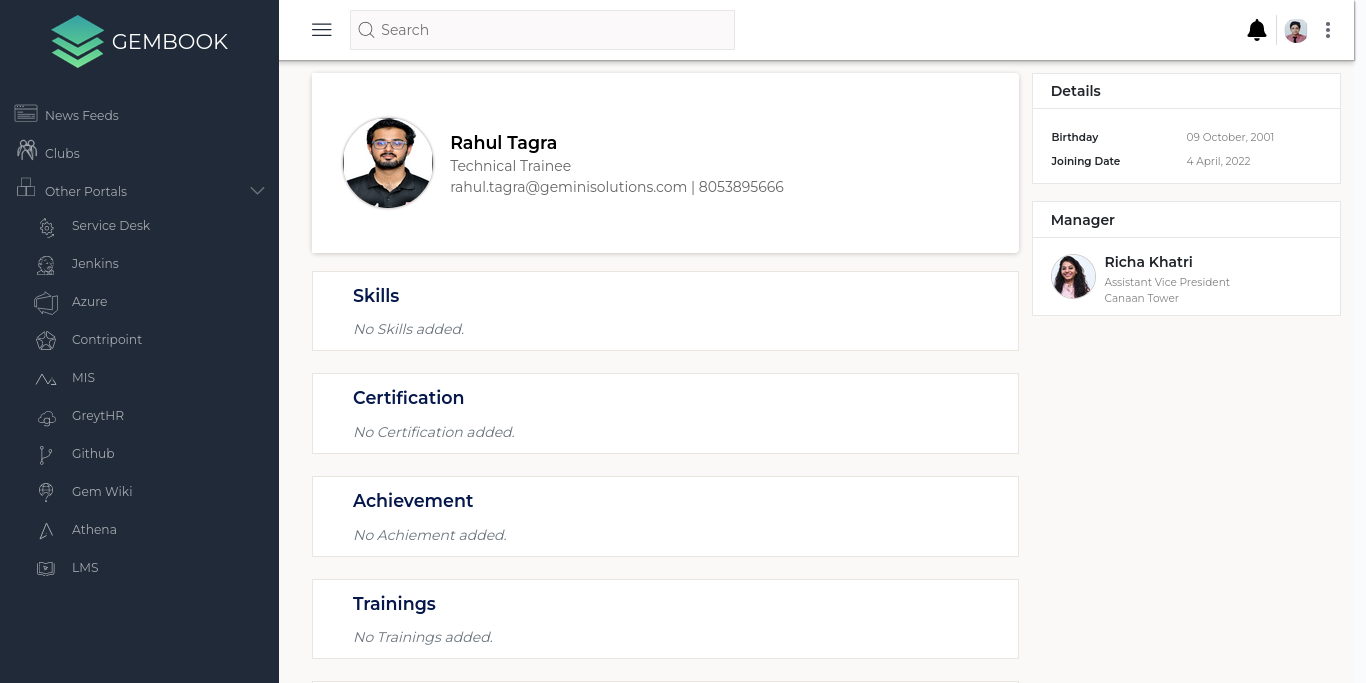 GEMBOOK
Search
News Feeds
Clubs
Other Portals
Service Desk
Jenkins
Azure
Contripoint
MIS
GreytHR
Github
Gem Wiki
Athena
LMS
Rahul Tagra
Technical Trainee
rahul.tagra@geminisolutions.com | 8053895666
Skills
No Skills added.
Certification
No Certification added.
Achievement
No Achiement added.
Trainings
No Trainings added.
Details
Birthday 09 October, 2001
Joining Date 4 April, 2022
Manager
Richa Khatri
Assistant Vice President
Canaan Tower